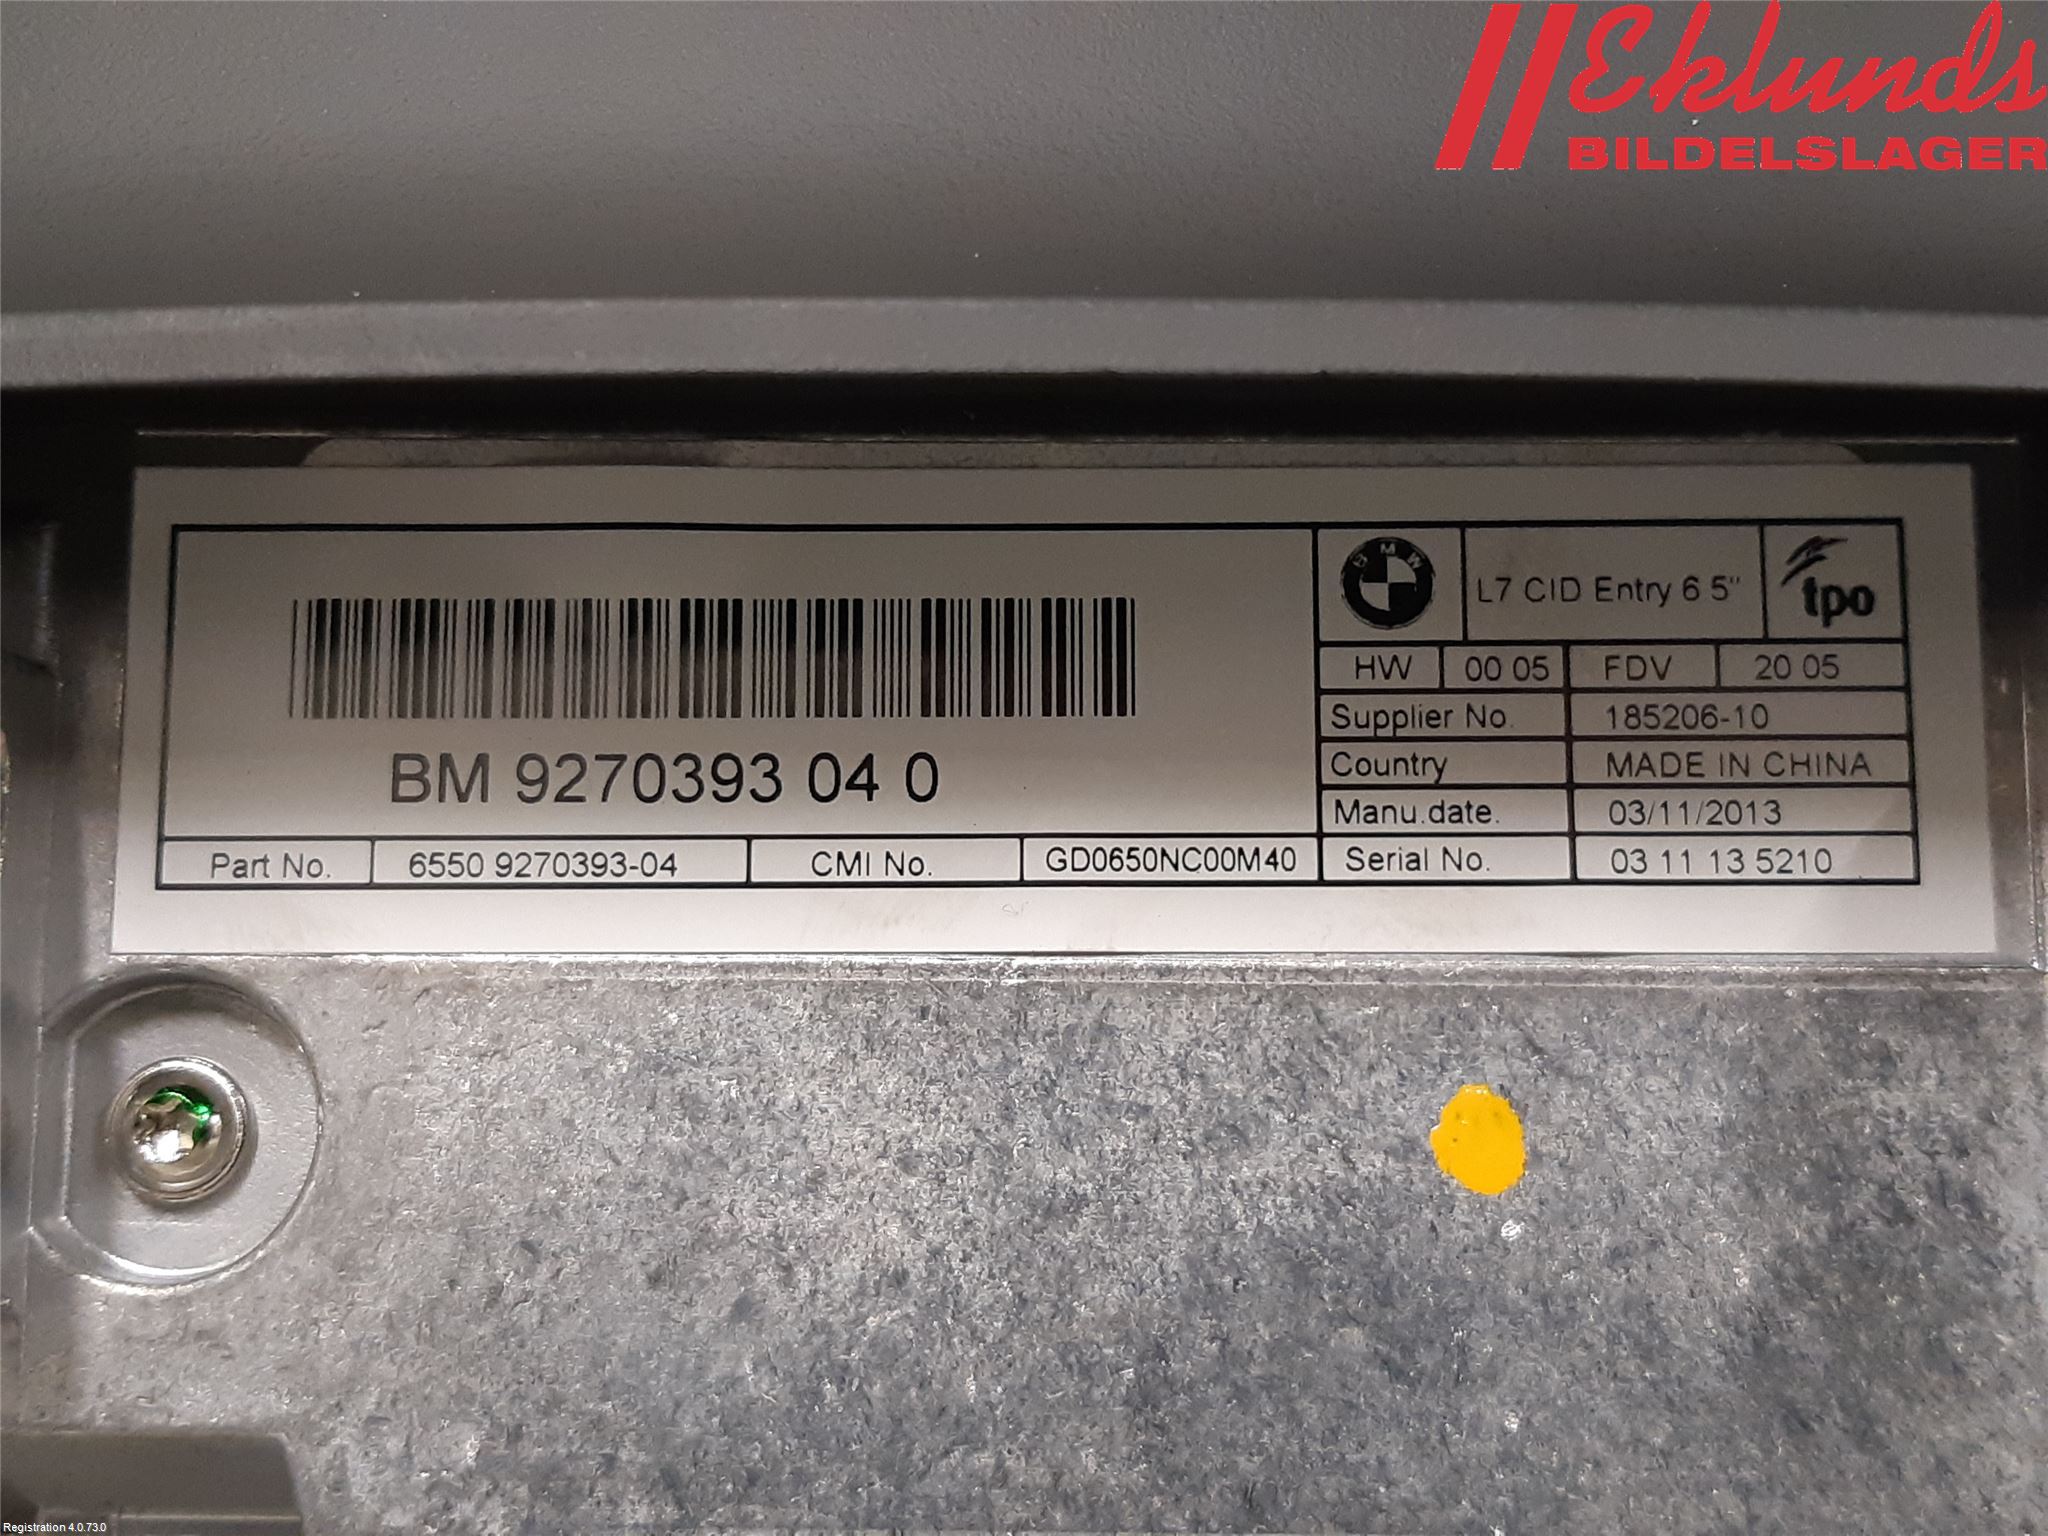 Eklunds
BILDELSLAGER
BMW
L7 CID Entry 6 5"
tpo
HW 00 05 FDV 20 05
Supplier No. 185206-10
Country MADE IN CHINA
Manu.date. 03/11/2013
BM 9270393 04 0
Part No. 6550 9270393-04 CMI No. GD0650NC00M40 Serial No. 03 11 13 5210
Registration 4.0.73.0